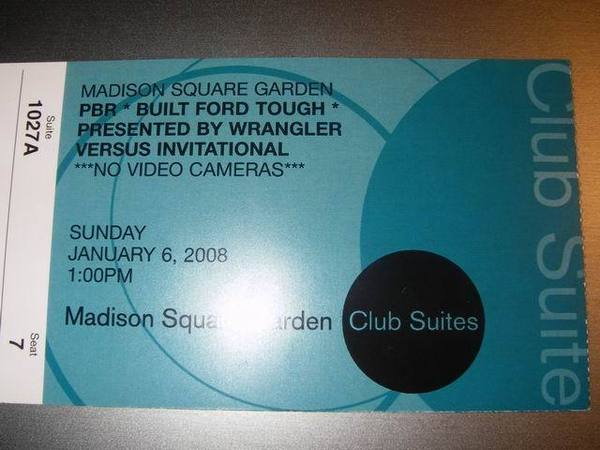 Suite
1027A
Seat
7
MADISON SQUARE GARDEN
PBR * BUILT FORD TOUGH *
PRESENTED BY WRANGLER
VERSUS INVITATIONAL
***NO VIDEO CAMERAS***
SUNDAY
JANUARY 6, 2008
1:00PM
Madison Square Garden Club Suites
Club Suite